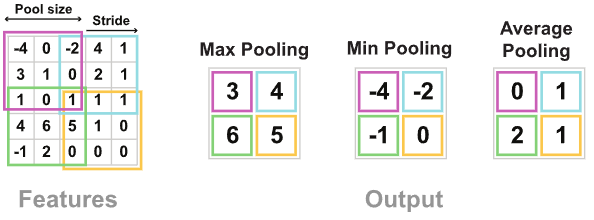 Pool size
Stride
-4 0 -2 4 1
3 1 0 2 1
1 0 1 1 1
4 6 5 1 0
-1 2 0 0 0
Features
Max Pooling
3 4
6 5
Min Pooling
-4 -2
-1 0
Average
Pooling
0 1
2 1
Output